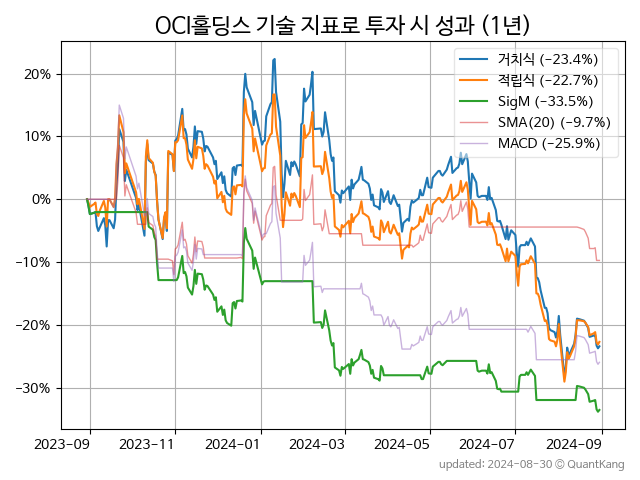 OCI홀딩스 기술 지표로 투자 시 성과 (1년)
거치식 (−23.4%)
적립식 (−22.7%)
SigM (−33.5%)
SMA(20) (−9.7%)
MACD (−25.9%)
20%
10%
0%
−10%
−20%
−30%
2023-09 2023-11 2024-01 2024-03 2024-05 2024-07 2024-09
updated: 2024-08-30 © QuantKang